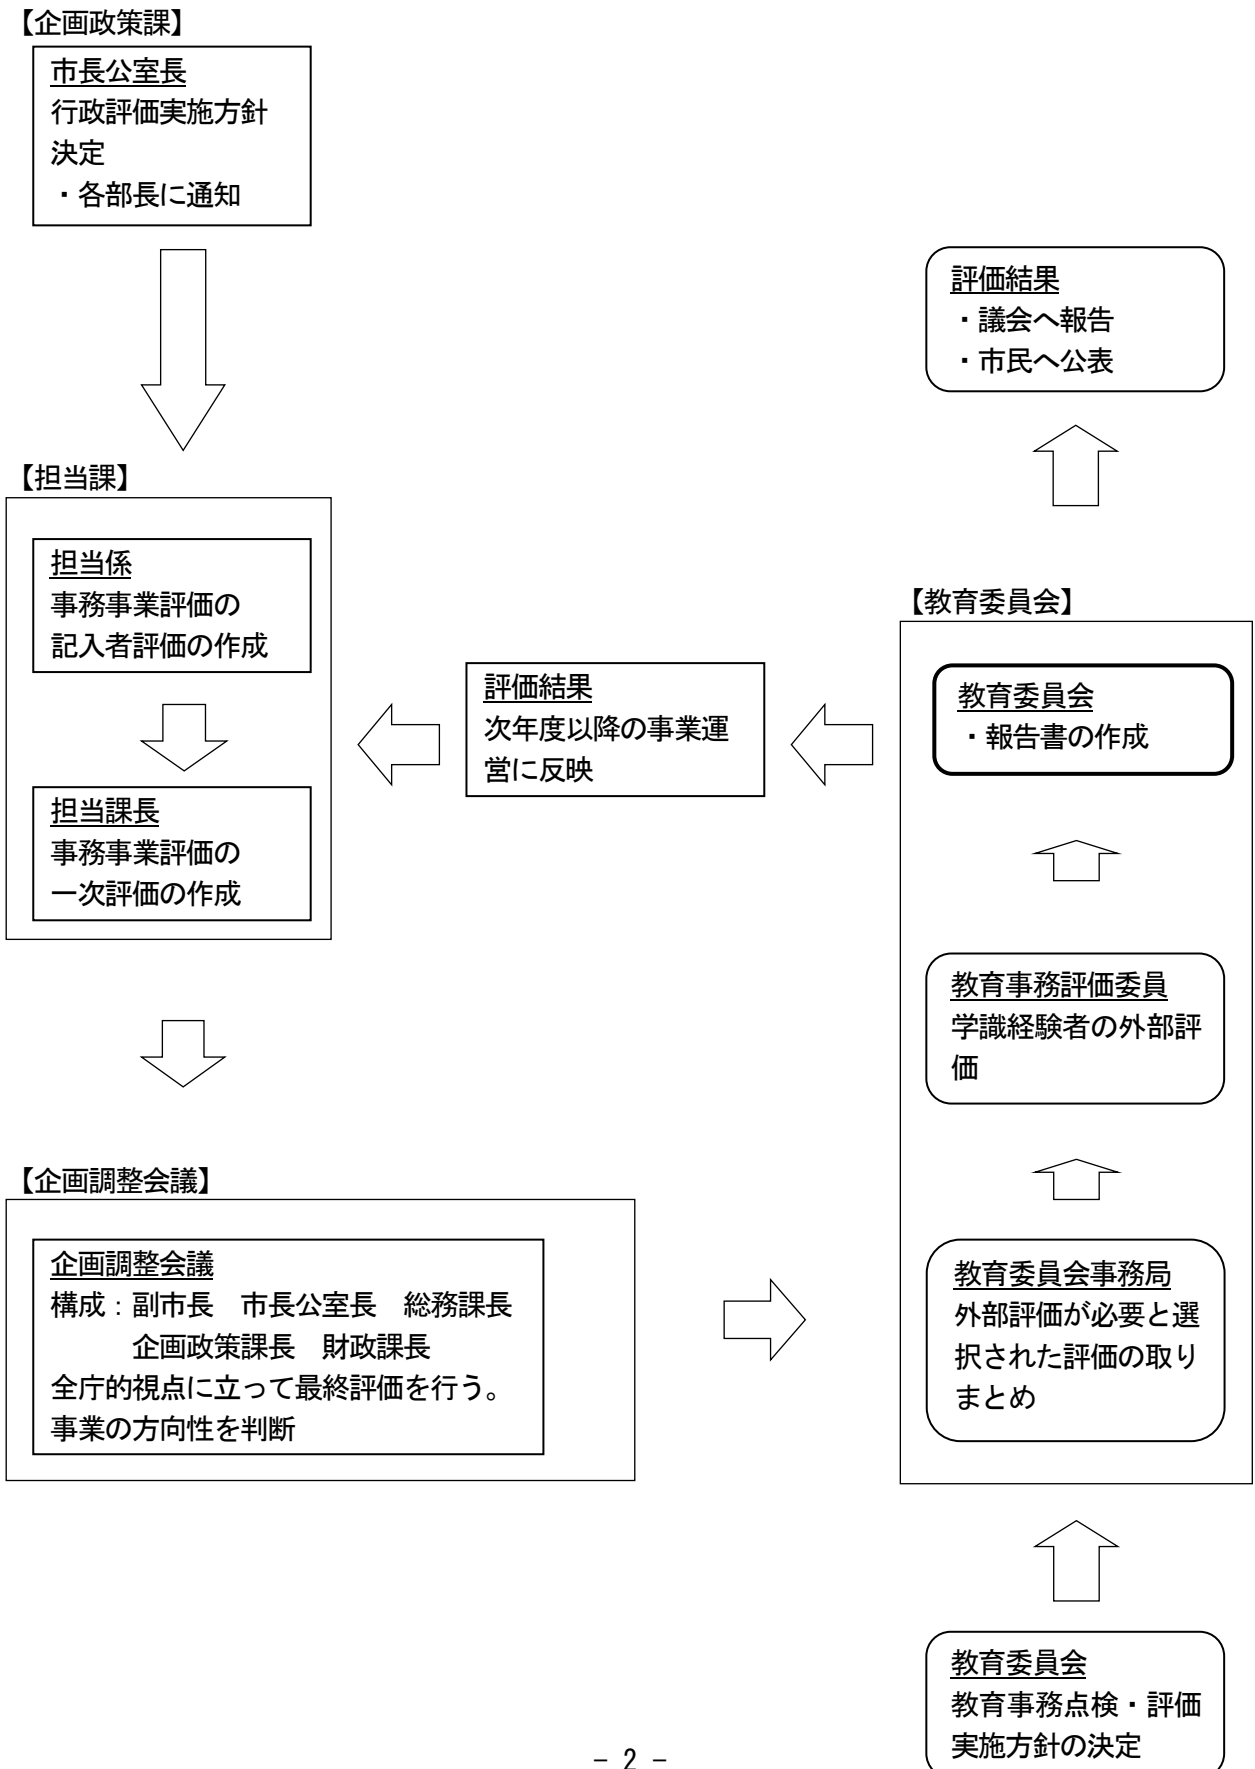 【企画政策課】
市長公室長
行政評価実施方針
決定
・各部長に通知
評価結果
・議会へ報告
・市民へ公表
【担当課】
担当係
事務事業評価の
記入者評価の作成
担当課長
事務事業評価の
一次評価の作成
評価結果
次年度以降の事業運
営に反映
【教育委員会】
教育委員会
・報告書の作成
教育事務評価委員
学識経験者の外部評
価
教育委員会事務局
外部評価が必要と選
択された評価の取り
まとめ
【企画調整会議】
企画調整会議
構成：副市長　市長公室長　総務課長
企画政策課長　財政課長
全庁的視点に立って最終評価を行う。
事業の方向性を判断
教育委員会
教育事務点検・評価
実施方針の決定
－ 2 －